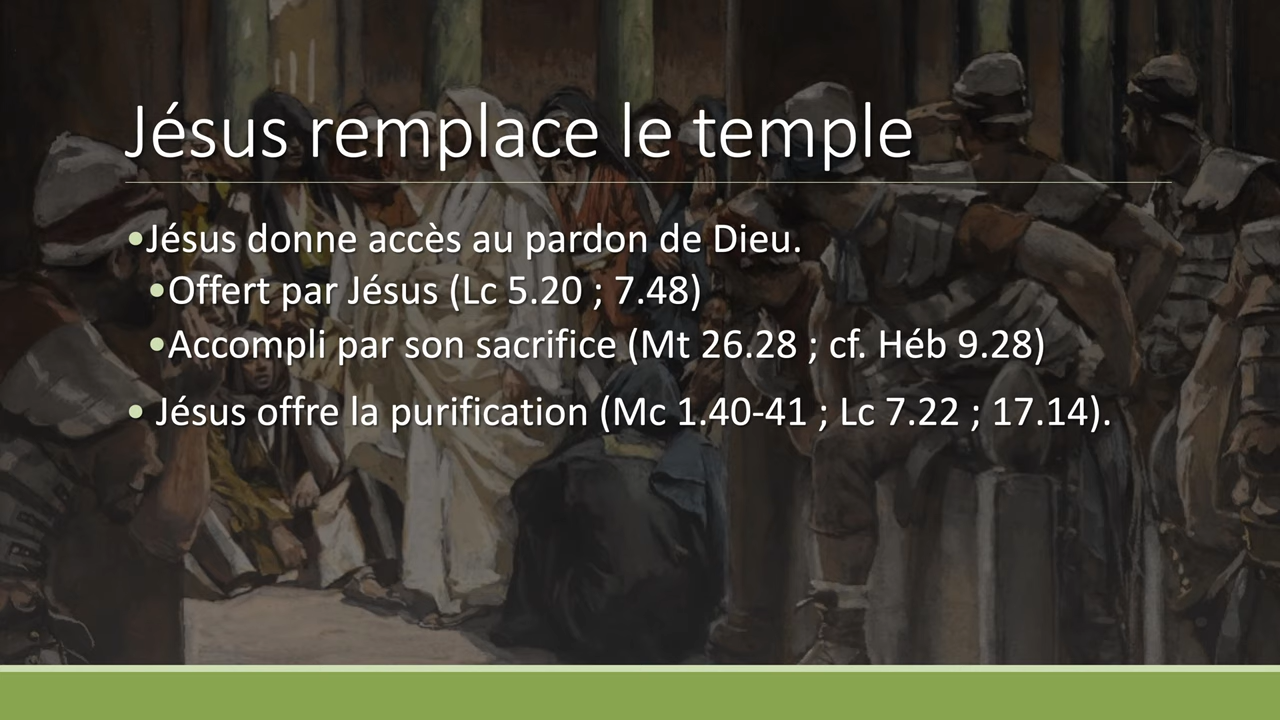 Jésus remplace le temple
•Jésus donne accès au pardon de Dieu.
•Offert par Jésus (Lc 5.20 ; 7.48)
•Accompli par son sacrifice (Mt 26.28 ; cf. Héb 9.28)
• Jésus offre la purification (Mc 1.40-41 ; Lc 7.22 ; 17.14).